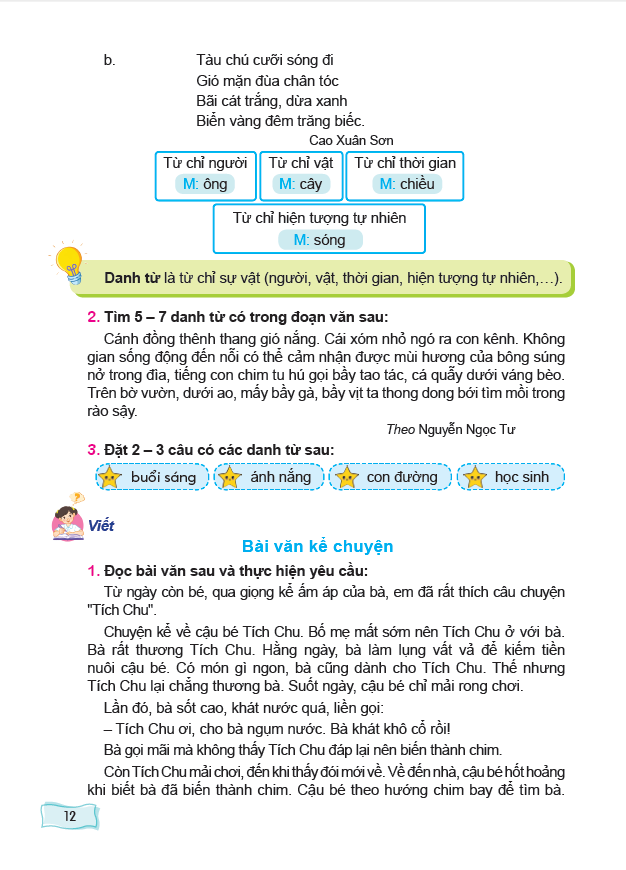 b. Tàu chú cưỡi sóng đi
Gió mặn đùa chân tóc
Bãi cát trắng, dừa xanh
Biển vàng đêm trăng biếc.
Cao Xuân Sơn
Từ chỉ người Từ chỉ vật Từ chỉ thời gian
M: ông M: cây M: chiều
Từ chỉ hiện tượng tự nhiên
M: sóng
Danh từ là từ chỉ sự vật (người, vật, thời gian, hiện tượng tự nhiên,...).
2. Tìm 5 – 7 danh từ có trong đoạn văn sau:
Cánh đồng thênh thang gió nắng. Cái xóm nhỏ ngó ra con kênh. Không
gian sống động đến nỗi có thể cảm nhận được mùi hương của bông súng
nở trong đìa, tiếng con chim tu hú gọi bầy tao tác, cá quẫy dưới váng bèo.
Trên bờ vườn, dưới ao, mấy bầy gà, bầy vịt ta thong dong bới tìm mồi trong
rào sậy.
Theo Nguyễn Ngọc Tư
3. Đặt 2 – 3 câu có các danh từ sau:
buổi sáng ánh nắng con đường học sinh
Viết
Bài văn kể chuyện
1. Đọc bài văn sau và thực hiện yêu cầu:
Từ ngày còn bé, qua giọng kể ấm áp của bà, em đã rất thích câu chuyện
"Tích Chu".
Chuyện kể về cậu bé Tích Chu. Bố mẹ mất sớm nên Tích Chu ở với bà.
Bà rất thương Tích Chu. Hằng ngày, bà làm lụng vất vả để kiếm tiền
nuôi cậu bé. Có món gì ngon, bà cũng dành cho Tích Chu. Thế nhưng
Tích Chu lại chẳng thương bà. Suốt ngày, cậu bé chỉ mải rong chơi.
Lần đó, bà sốt cao, khát nước quá, liền gọi:
– Tích Chu ơi, cho bà ngụm nước. Bà khát khô cổ rồi!
Bà gọi mãi mà không thấy Tích Chu đáp lại nên biến thành chim.
Còn Tích Chu mải chơi, đến khi thấy đói mới về. Về đến nhà, cậu bé hốt hoảng
khi biết bà đã biến thành chim. Cậu bé theo hướng chim bay để tìm bà.
12